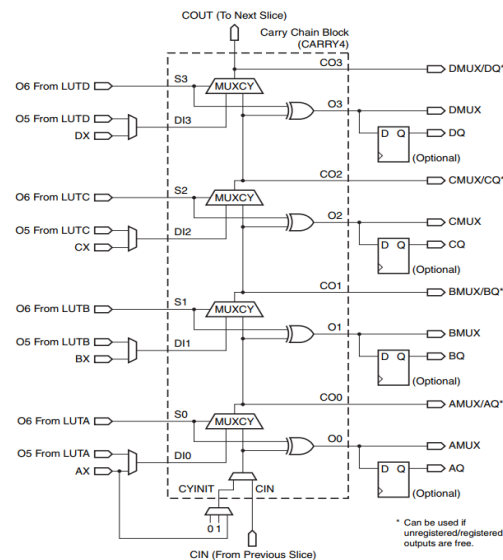 COUT (To Next Slice)
Carry Chain Block
(CARRY4)
CO3
DMUX/DQ*
O6 From LUTD
S3
MUXCY
O3
DMUX
O5 From LUTD
DI3
DX
D Q
DQ
(Optional)
CO2
CMUX/CQ*
O6 From LUTC
S2
MUXCY
O2
CMUX
O5 From LUTC
DI2
CX
D Q
CQ
(Optional)
CO1
BMUX/BQ*
O6 From LUTB
S1
MUXCY
O1
BMUX
O5 From LUTB
DI1
BX
D Q
BQ
(Optional)
CO0
AMUX/AQ*
O6 From LUTA
S0
MUXCY
O0
AMUX
O5 From LUTA
DI0
AX
D Q
AQ
(Optional)
CYINIT
CIN
0 1
* Can be used if
unregistered/registered
outputs are free.
CIN (From Previous Slice)